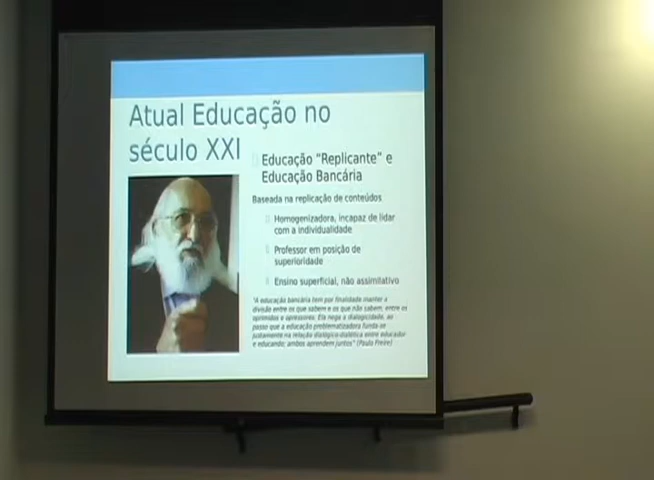 Atual Educação no
século XXI
Educação "Replicante" e
Educação Bancária
Baseada na replicação de conteúdos
Homogenizadora, incapaz de lidar
com a individualidade
Professor em posição de
superioridade
Ensino superficial, não assimilativo
"A educação bancária tem por finalidade manter a
divisão entre os que sabem e os que não sabem, entre os
oprimidos e opressores. Ela nega a dialogicidade, ao
passo que a educação problematizadora funda-se
justamente na relação dialógico-dialética entre educador
e educando; ambos aprendem juntos" (Paulo Freire)